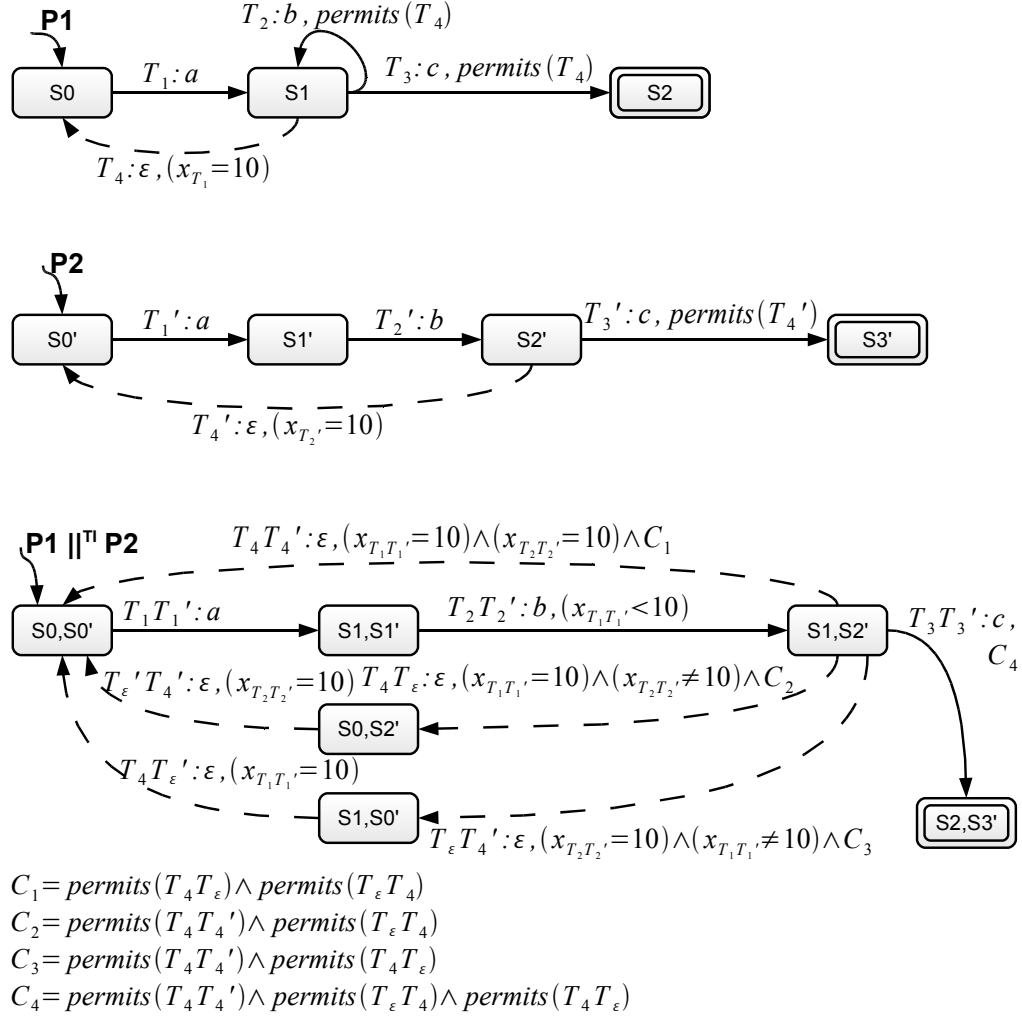 P1
T₂:b, permits(T₄)
S0
T₁:a
S1
T₃:c, permits(T₄)
S2
T₄:ε,(x_{T₁}=10)
P2
S0'
T₁':a
S1'
T₂':b
S2'
T₃':c, permits(T₄')
S3'
T₄':ε,(x_{T₂'}=10)
P1 ||ᵀᴵ P2
T₄T₄':ε,(x_{T₁T₁'}=10)∧(x_{T₂T₂'}=10)∧C₁
S0,S0'
T₁T₁':a
S1,S1'
T₂T₂':b,(x_{T₁T₁'}<10)
S1,S2'
T₃T₃':c,
C₄
T_ε'T₄':ε,(x_{T₂T₂'}=10)
T₄T_ε:ε,(x_{T₁T₁'}=10)∧(x_{T₂T₂'}≠10)∧C₂
S0,S2'
T₄T_ε':ε,(x_{T₁T₁'}=10)
S1,S0'
T_εT₄':ε,(x_{T₂T₂'}=10)∧(x_{T₁T₁'}≠10)∧C₃
S2,S3'
C₁=permits(T₄T_ε)∧permits(T_εT₄)
C₂=permits(T₄T₄')∧permits(T_εT₄)
C₃=permits(T₄T₄')∧permits(T₄T_ε)
C₄=permits(T₄T₄')∧permits(T_εT₄)∧permits(T₄T_ε)